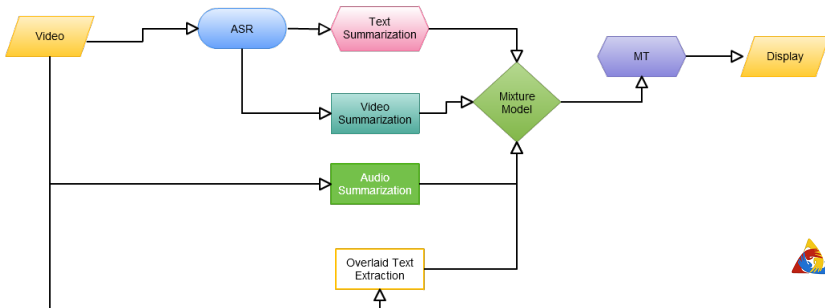 Video
ASR
Text
Summarization
Video
Summarization
Audio
Summarization
Overlaid Text
Extraction
Mixture
Model
MT
Display